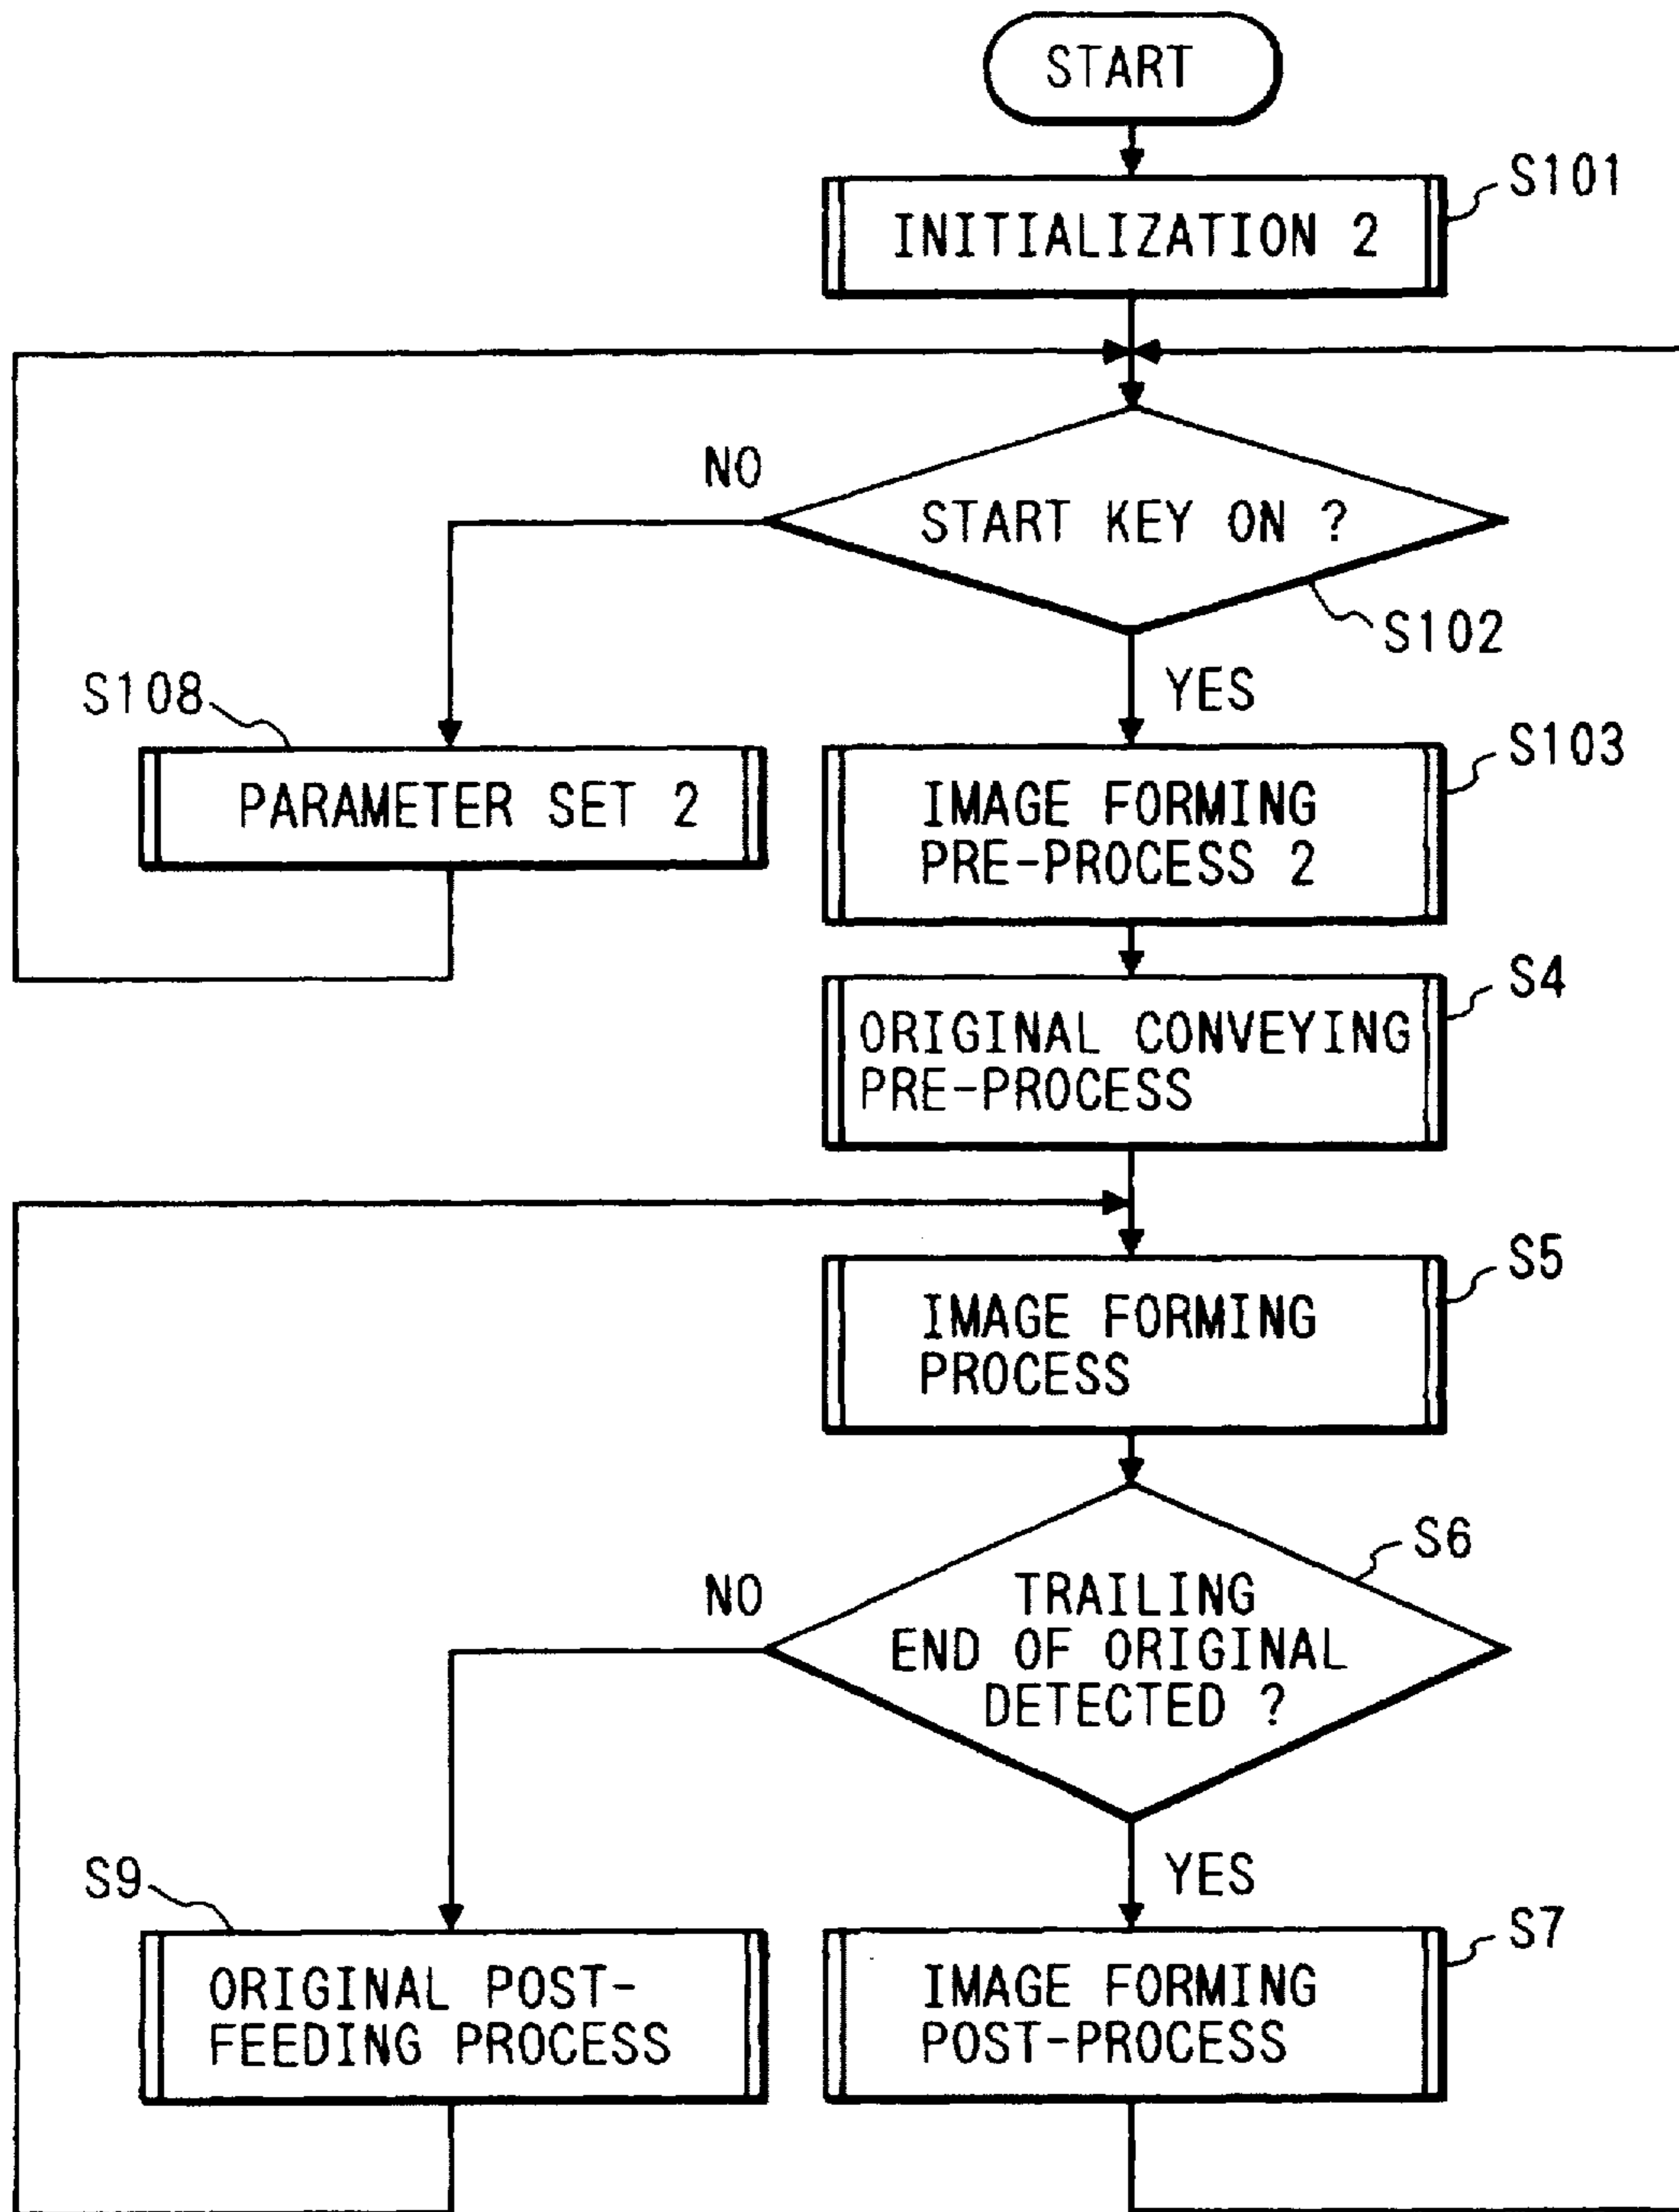 START
INITIALIZATION 2
S101
NO
START KEY ON ?
S102
YES
S108
PARAMETER SET 2
IMAGE FORMING
PRE-PROCESS 2
S103
ORIGINAL CONVEYING
PRE-PROCESS
S4
IMAGE FORMING
PROCESS
S5
NO
TRAILING
END OF ORIGINAL
DETECTED ?
S6
YES
S9
ORIGINAL POST-
FEEDING PROCESS
IMAGE FORMING
POST-PROCESS
S7